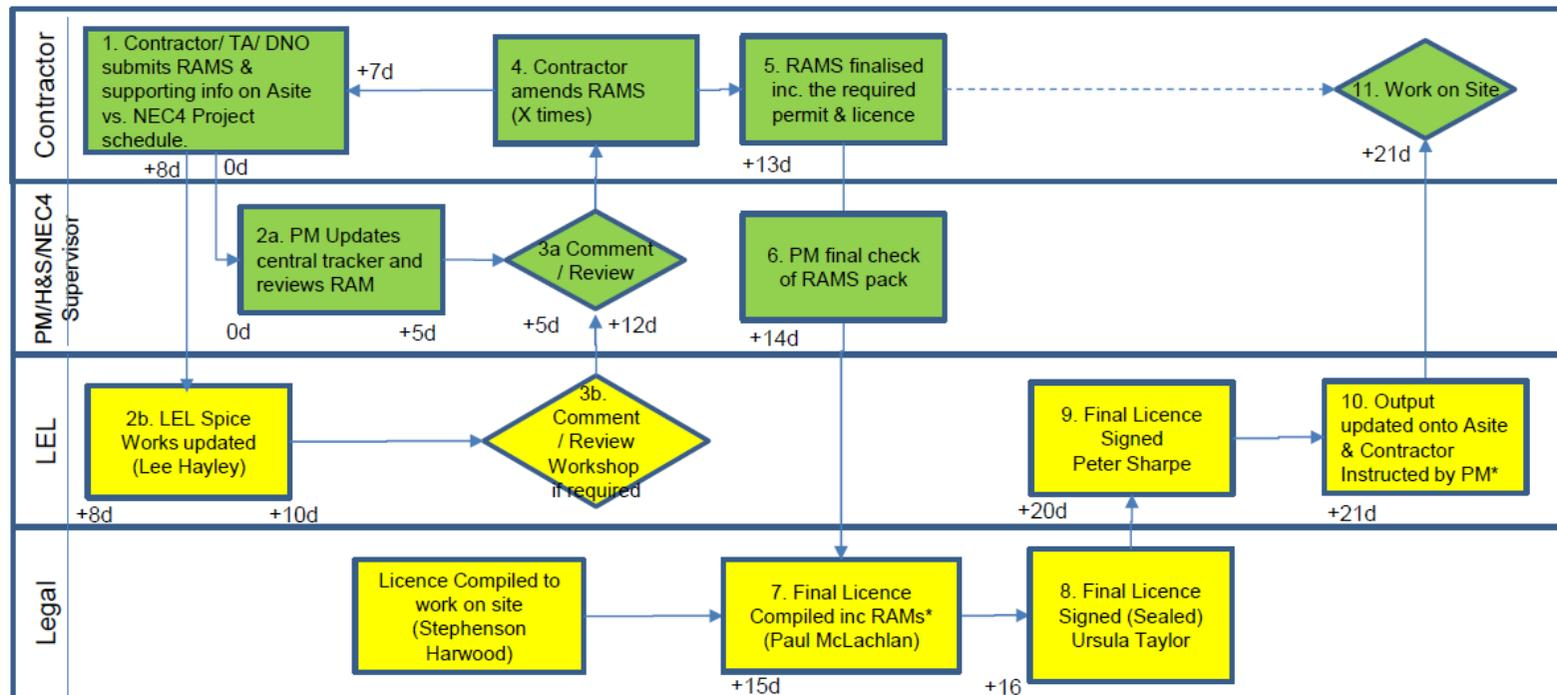 Contractor
1. Contractor/ TA/ DNO
submits RAMS &
supporting info on Asite
vs. NEC4 Project
schedule.
+7d
4. Contractor
amends RAMS
(X times)
5. RAMS finalised
inc. the required
permit & licence
11. Work on Site
+8d
0d
+13d
+21d
PM/H&S/NEC4
Supervisor
2a. PM Updates
central tracker and
reviews RAM
3a Comment
/ Review
6. PM final check
of RAMS pack
0d
+5d
+5d
+12d
+14d
LEL
2b. LEL Spice
Works updated
(Lee Hayley)
3b.
Comment
/ Review
Workshop
if required
9. Final Licence
Signed
Peter Sharpe
10. Output
updated onto Asite
& Contractor
Instructed by PM*
+8d
+10d
+20d
+21d
Legal
Licence Compiled to
work on site
(Stephenson
Harwood)
7. Final Licence
Compiled inc RAMs*
(Paul McLachlan)
8. Final Licence
Signed (Sealed)
Ursula Taylor
+15d
+16